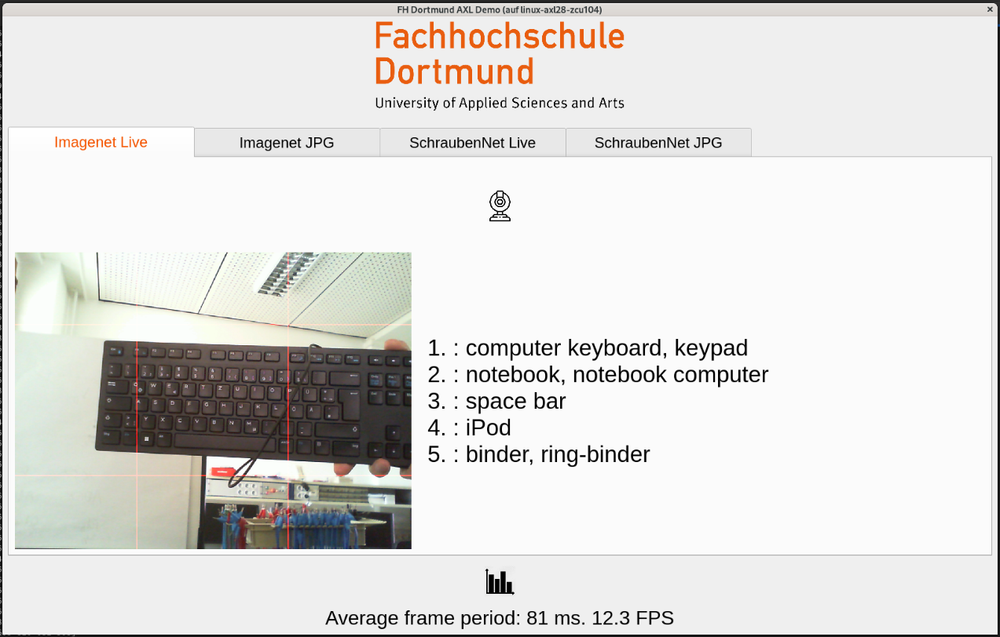 FH Dortmund AXL Demo (auf linux-axl28-zcu104)
Fachhochschule
Dortmund
University of Applied Sciences and Arts
Imagenet Live
Imagenet JPG
SchraubenNet Live
SchraubenNet JPG
1. : computer keyboard, keypad
2. : notebook, notebook computer
3. : space bar
4. : iPod
5. : binder, ring-binder
Average frame period: 81 ms. 12.3 FPS